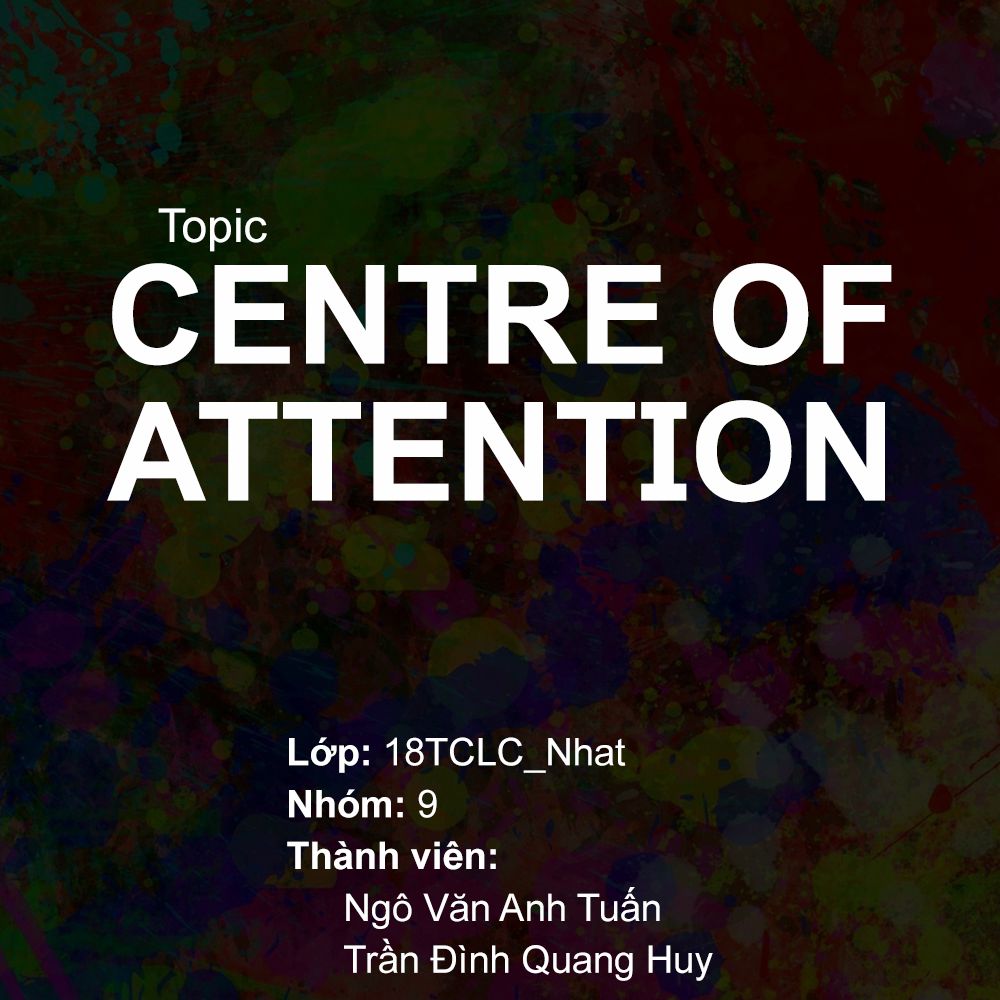 Topic
CENTRE OF
ATTENTION
Lớp: 18TCLC_Nhat
Nhóm: 9
Thành viên:
Ngô Văn Anh Tuấn
Trần Đình Quang Huy